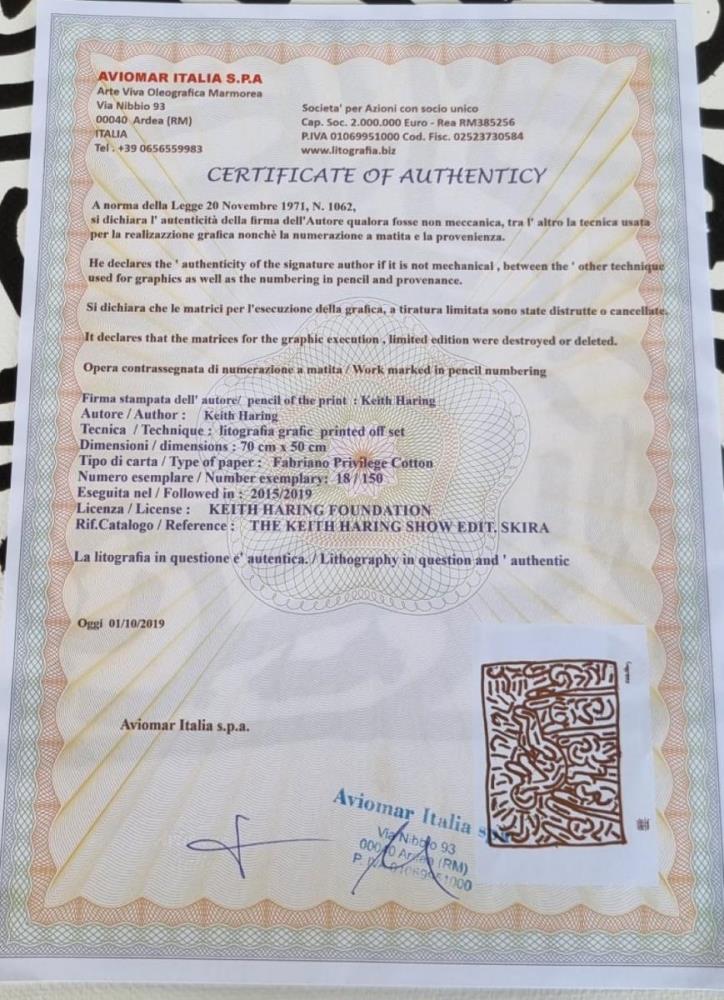 AVIOMAR ITALIA S.P.A
Arte Viva Oleografica Marmorea
Via Nibbio 93
00040 Ardea (RM)
ITALIA
Tel . +39 0656559983
Societa' per Azioni con socio unico
Cap. Soc. 2.000.000 Euro - Rea RM385256
P.IVA 01069951000 Cod. Fisc. 02523730584
www.litografia.biz
CERTIFICATE OF AUTHENTICY
A norma della Legge 20 Novembre 1971, N. 1062,
si dichiara l' autenticità della firma dell'Autore qualora fosse non meccanica, tra l' altro la tecnica usata
per la realizazzione grafica nonchè la numerazione a matita e la provenienza.
He declares the ' authenticity of the signature author if it is not mechanical , between the ' other technique
used for graphics as well as the numbering in pencil and provenance.
Si dichiara che le matrici per l'esecuzione della grafica, a tiratura limitata sono state distrutte o cancellate.
It declares that the matrices for the graphic execution , limited edition were destroyed or deleted.
Opera contrassegnata di numerazione a matita / Work marked in pencil numbering
Firma stampata dell' autore/ pencil of the print : Keith Haring
Autore / Author : Keith Haring
Tecnica / Technique : litografia grafic printed off set
Dimensioni / dimensions : 70 cm x 50 cm
Tipo di carta / Type of paper : Fabriano Privilege Cotton
Numero esemplare / Number exemplary: 18 / 150
Eseguita nel / Followed in : 2015/2019
Licenza / License : KEITH HARING FOUNDATION
Rif.Catalogo / Reference : THE KEITH HARING SHOW EDIT. SKIRA
La litografia in questione e' autentica. / Lithography in question and ' authentic
Oggi 01/10/2019
Aviomar Italia s.p.a.
Aviomar Italia
Via Nibbio 93
00040 Ardea (RM)
P. IVA 01069951000